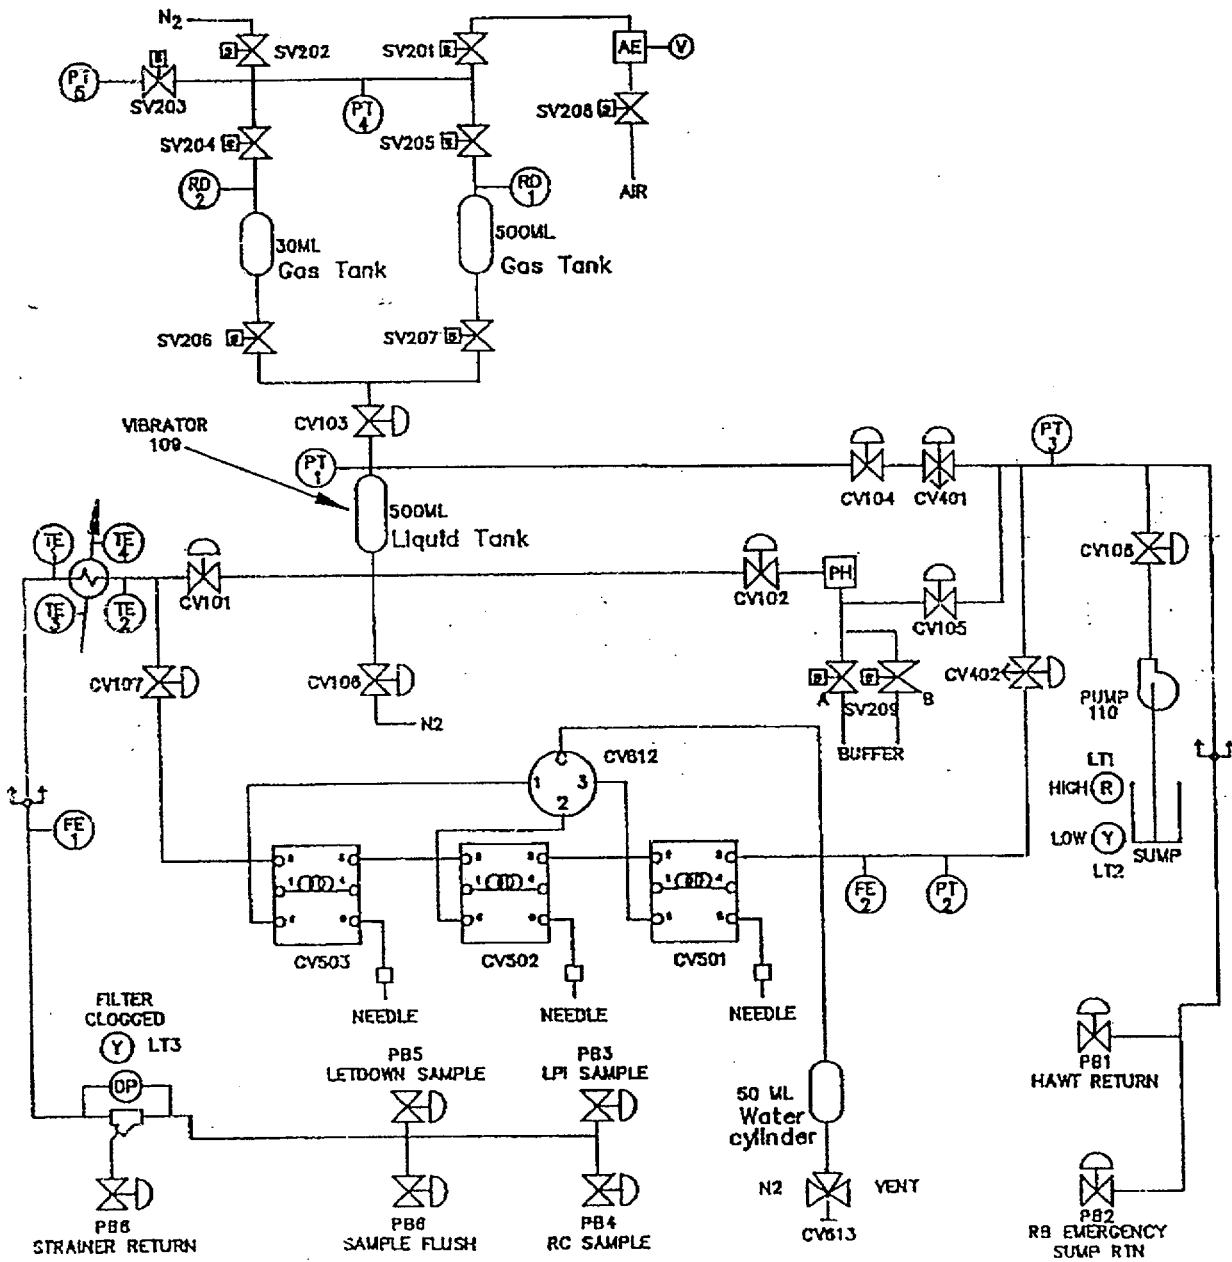 N2
SV202
SV201
AE
V
PT 5
SV203
PT 4
SV208
SV204
SV205
RD 2
RD 1
AIR
30ML
Gas Tank
500ML
Gas Tank
SV206
SV207
CV103
VIBRATOR
109
PT 1
PT 3
CV104
CV401
500ML
Liquid Tank
TE 1
TE 4
CV108
PH
CV101
CV102
TE 3
TE 2
CV105
CV107
CV106
A
SV209
B
CV402
PUMP
110
N2
BUFFER
C
CV612
1
3
2
LT1
HIGH
R
FE 1
LOW
Y
SUMP
LT2
FE 2
PT 2
CV503
CV502
CV501
NEEDLE
NEEDLE
NEEDLE
FILTER
CLOGGED
Y
LT3
PB5
LETDOWN SAMPLE
PB3
LPI SAMPLE
PB1
HAWT RETURN
DP
50 ML
Water
cylinder
N2
VENT
PB6
STRAINER RETURN
PB6
SAMPLE FLUSH
PB4
RC SAMPLE
CV613
PB2
RB EMERGENCY
SUMP RTN